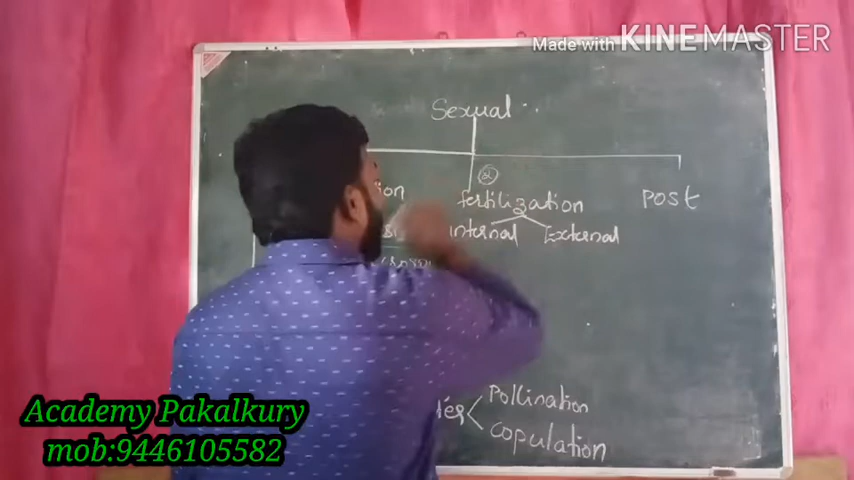 Made with KINEMASTER
Sexual
fertilization
Post
Internal External
Pollination
copulation
Academy Pakalkury
mob:9446105582